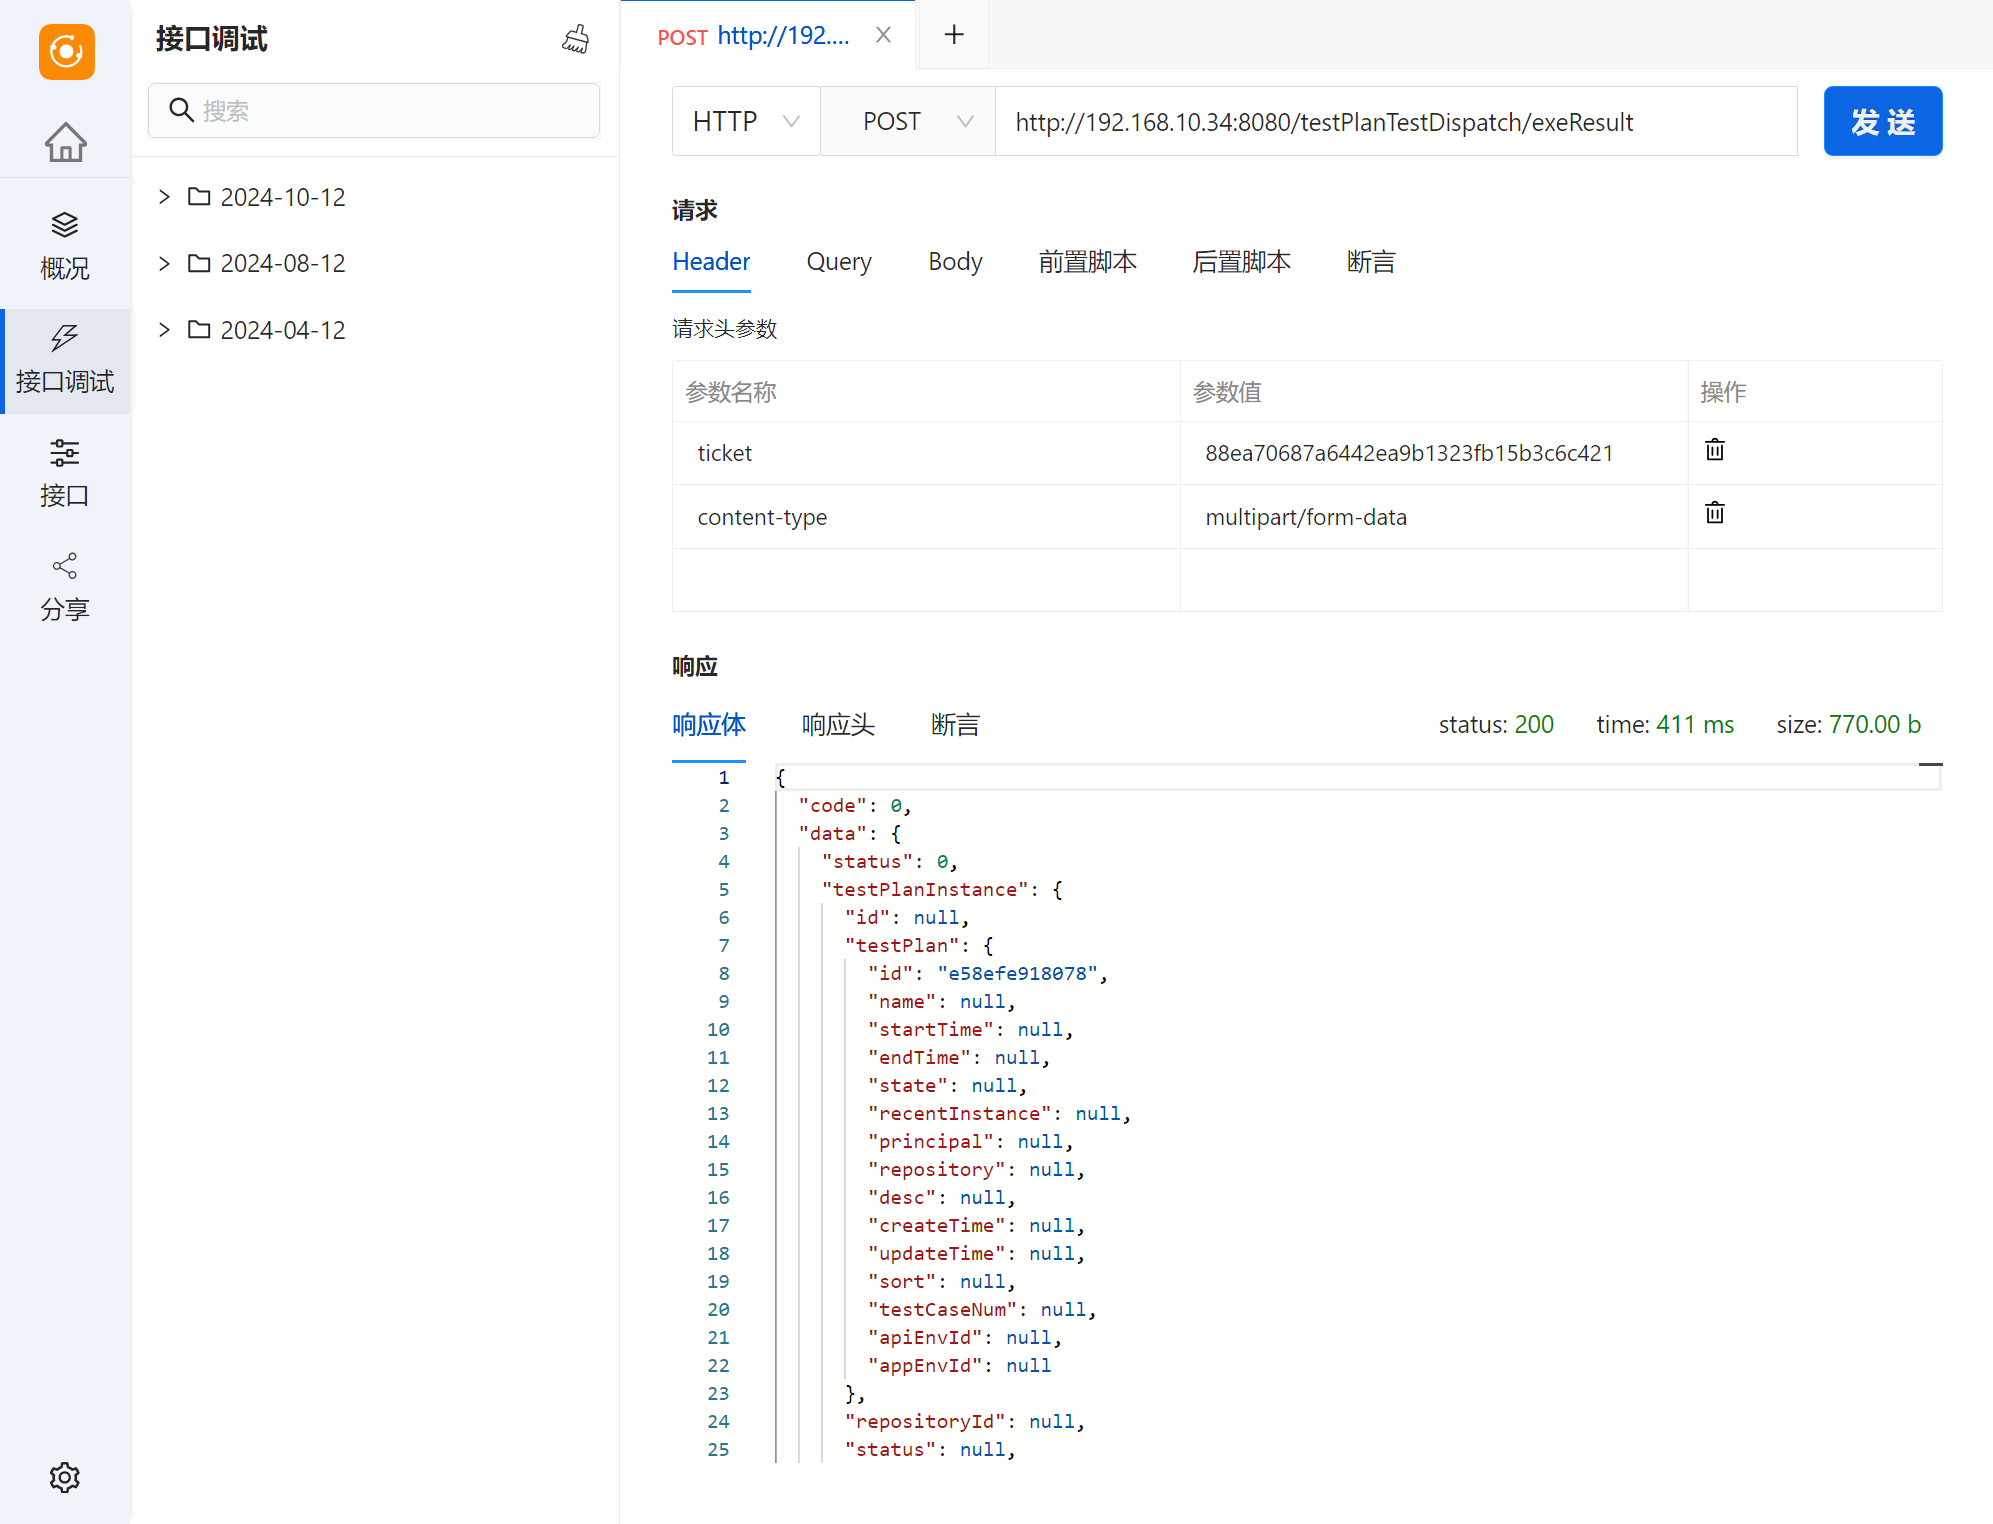 接口调试
搜索
2024-10-12
2024-08-12
2024-04-12
概况
接口调试
接口
分享
POST http://192....
HTTP POST http://192.168.10.34:8080/testPlanTestDispatch/exeResult 发 送
请求
Header Query Body 前置脚本 后置脚本 断言
请求头参数
参数名称 参数值 操作
ticket 88ea70687a6442ea9b1323fb15b3c6c421
content-type multipart/form-data
响应
响应体 响应头 断言 status: 200 time: 411 ms size: 770.00 b
1 {
2 "code": 0,
3 "data": {
4 "status": 0,
5 "testPlanInstance": {
6 "id": null,
7 "testPlan": {
8 "id": "e58efe918078",
9 "name": null,
10 "startTime": null,
11 "endTime": null,
12 "state": null,
13 "recentInstance": null,
14 "principal": null,
15 "repository": null,
16 "desc": null,
17 "createTime": null,
18 "updateTime": null,
19 "sort": null,
20 "testCaseNum": null,
21 "apiEnvId": null,
22 "appEnvId": null
23 },
24 "repositoryId": null,
25 "status": null,